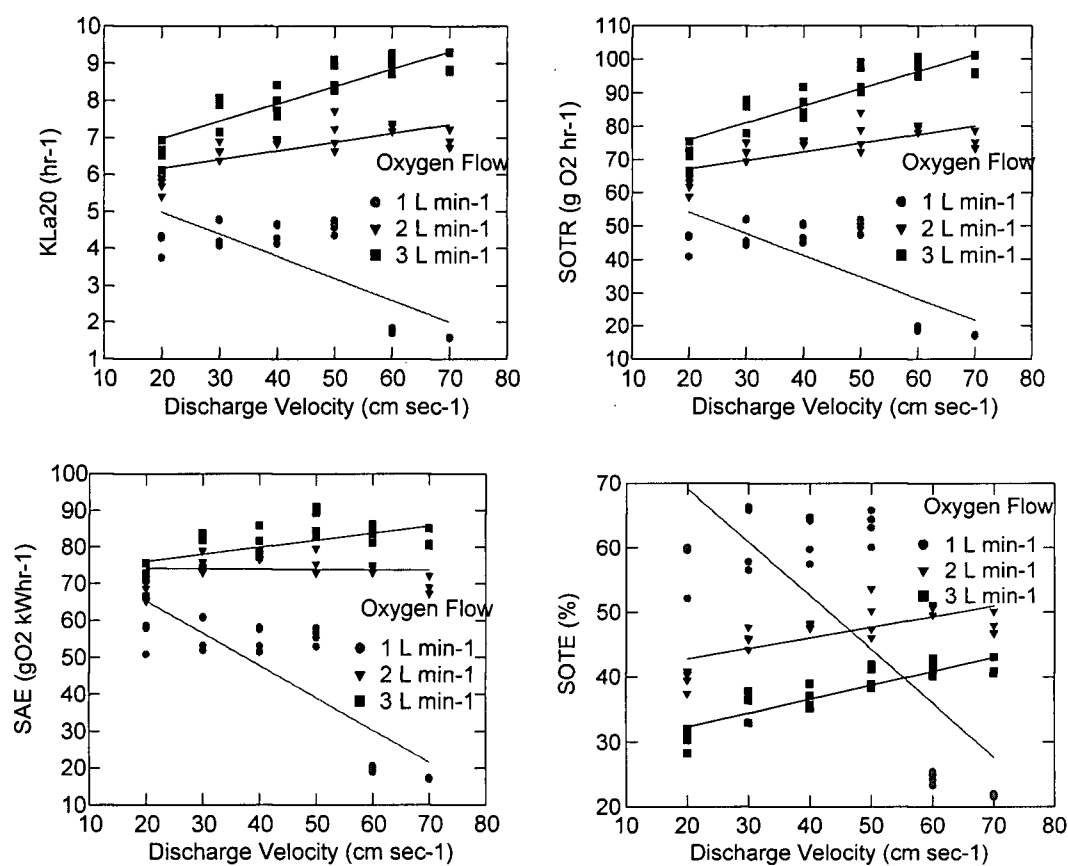 10
9
8
7
6
5
4
3
2
1
KLa20 (hr-1)
Oxygen Flow
1 L min-1
2 L min-1
3 L min-1
10 20 30 40 50 60 70 80
Discharge Velocity (cm sec-1)
110
100
90
80
70
60
50
40
30
20
10
SOTR (g O2 hr-1)
Oxygen Flow
1 L min-1
2 L min-1
3 L min-1
10 20 30 40 50 60 70 80
Discharge Velocity (cm sec-1)
100
90
80
70
60
50
40
30
20
10
SAE (gO2 kWhr-1)
Oxygen Flow
1 L min-1
2 L min-1
3 L min-1
10 20 30 40 50 60 70 80
Discharge Velocity (cm sec-1)
70
60
50
40
30
20
SOTE (%)
Oxygen Flow
1 L min-1
2 L min-1
3 L min-1
10 20 30 40 50 60 70 80
Discharge Velocity (cm sec-1)